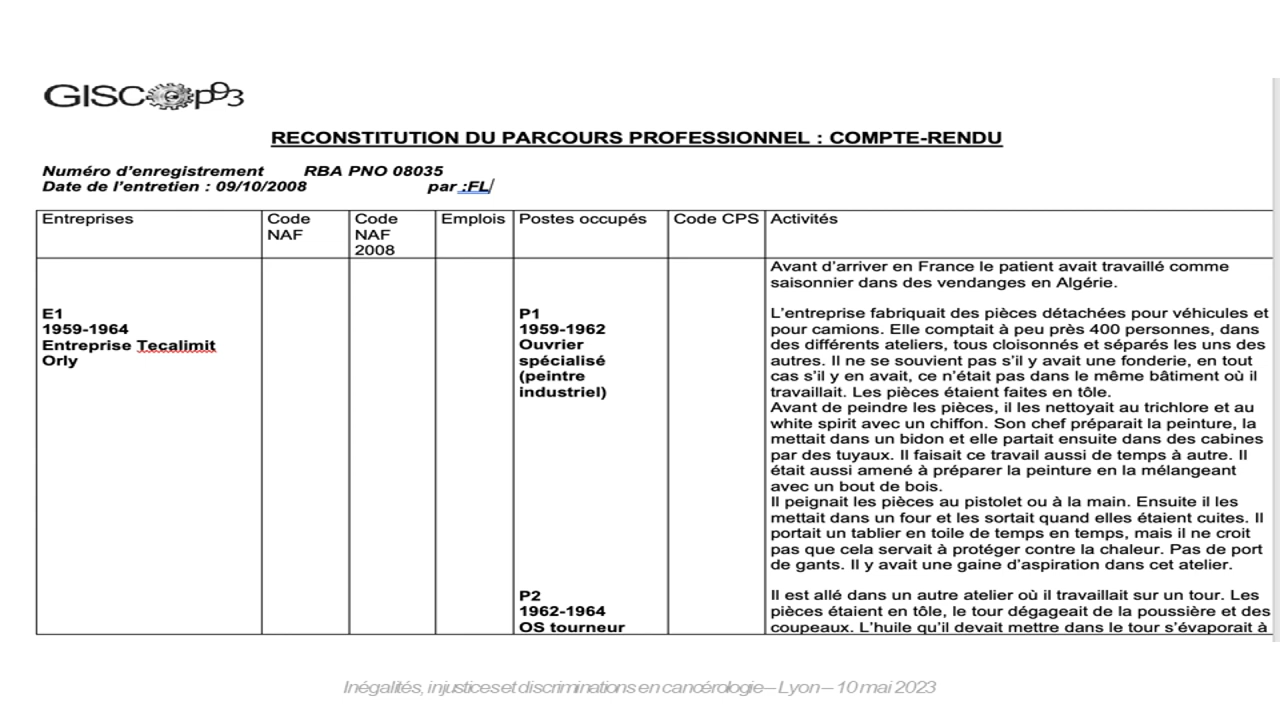 GISCOP93
RECONSTITUTION DU PARCOURS PROFESSIONNEL : COMPTE-RENDU
Numéro d'enregistrement RBA PNO 08035
Date de l'entretien : 09/10/2008 par :FL
Entreprises Code NAF Code NAF 2008 Emplois Postes occupés Code CPS Activités
Avant d'arriver en France le patient avait travaillé comme
saisonnier dans des vendanges en Algérie.
E1
1959-1964
Entreprise Tecalimit
Orly
P1
1959-1962
Ouvrier
spécialisé
(peintre
industriel)
L'entreprise fabriquait des pièces détachées pour véhicules et
pour camions. Elle comptait à peu près 400 personnes, dans
des différents ateliers, tous cloisonnés et séparés les uns des
autres. Il ne se souvient pas s'il y avait une fonderie, en tout
cas s'il y en avait, ce n'était pas dans le même bâtiment où il
travaillait. Les pièces étaient faites en tôle.
Avant de peindre les pièces, il les nettoyait au trichlore et au
white spirit avec un chiffon. Son chef préparait la peinture, la
mettait dans un bidon et elle partait ensuite dans des cabines
par des tuyaux. Il faisait ce travail aussi de temps à autre. Il
était aussi amené à préparer la peinture en la mélangeant
avec un bout de bois.
Il peignait les pièces au pistolet ou à la main. Ensuite il les
mettait dans un four et les sortait quand elles étaient cuites. Il
portait un tablier en toile de temps en temps, mais il ne croit
pas que cela servait à protéger contre la chaleur. Pas de port
de gants. Il y avait une gaine d'aspiration dans cet atelier.
P2
1962-1964
OS tourneur
Il est allé dans un autre atelier où il travaillait sur un tour. Les
pièces étaient en tôle, le tour dégageait de la poussière et des
coupeaux. L'huile qu'il devait mettre dans le tour s'évaporait à
Inégalités, injustices et discriminations en cancérologie – Lyon – 10 mai 2023